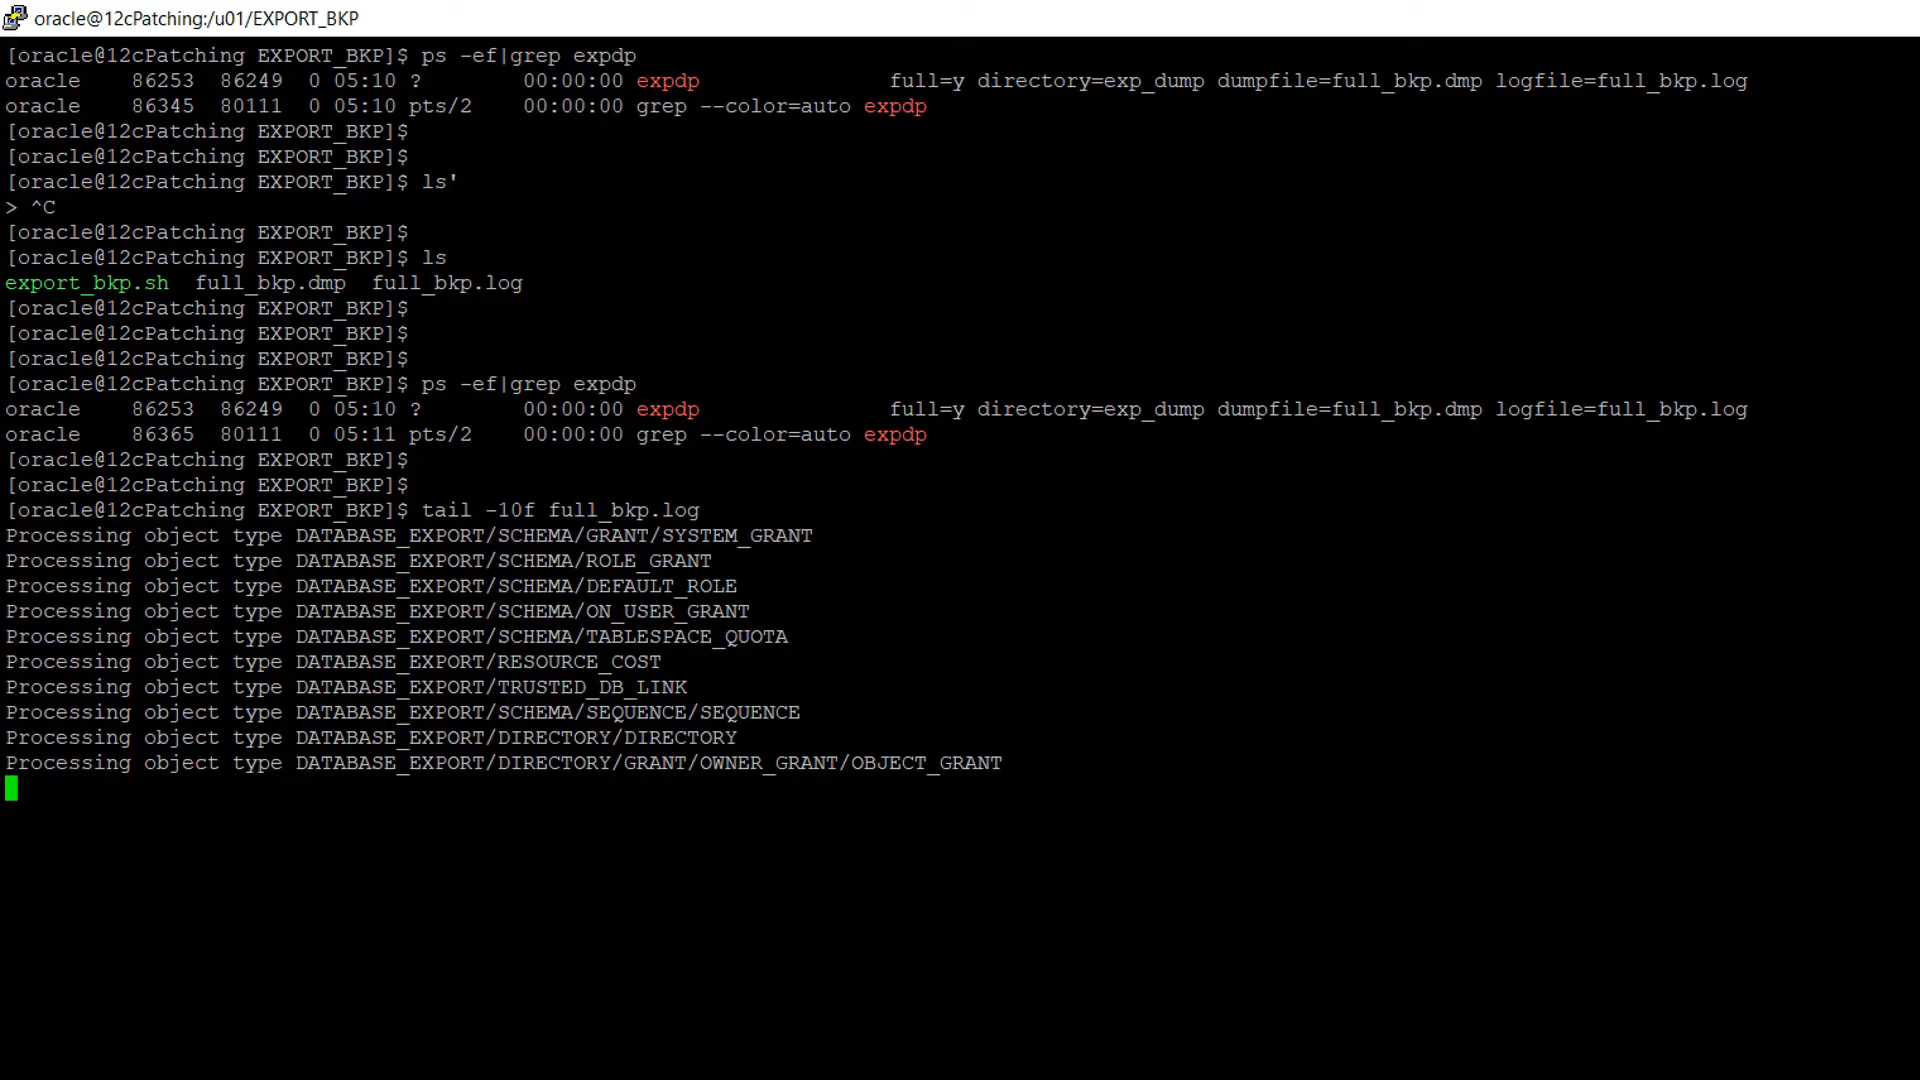 oracle@12cPatching:/u01/EXPORT_BKP
[oracle@12cPatching EXPORT_BKP]$ ps -ef|grep expdp
oracle    86253  86249  0 05:10 ?        00:00:00 expdp               full=y directory=exp_dump dumpfile=full_bkp.dmp logfile=full_bkp.log
oracle    86345  80111  0 05:10 pts/2    00:00:00 grep --color=auto expdp
[oracle@12cPatching EXPORT_BKP]$
[oracle@12cPatching EXPORT_BKP]$
[oracle@12cPatching EXPORT_BKP]$ ls'
> ^C
[oracle@12cPatching EXPORT_BKP]$
[oracle@12cPatching EXPORT_BKP]$ ls
export_bkp.sh  full_bkp.dmp  full_bkp.log
[oracle@12cPatching EXPORT_BKP]$
[oracle@12cPatching EXPORT_BKP]$
[oracle@12cPatching EXPORT_BKP]$
[oracle@12cPatching EXPORT_BKP]$ ps -ef|grep expdp
oracle    86253  86249  0 05:10 ?        00:00:00 expdp               full=y directory=exp_dump dumpfile=full_bkp.dmp logfile=full_bkp.log
oracle    86365  80111  0 05:11 pts/2    00:00:00 grep --color=auto expdp
[oracle@12cPatching EXPORT_BKP]$
[oracle@12cPatching EXPORT_BKP]$
[oracle@12cPatching EXPORT_BKP]$ tail -10f full_bkp.log
Processing object type DATABASE_EXPORT/SCHEMA/GRANT/SYSTEM_GRANT
Processing object type DATABASE_EXPORT/SCHEMA/ROLE_GRANT
Processing object type DATABASE_EXPORT/SCHEMA/DEFAULT_ROLE
Processing object type DATABASE_EXPORT/SCHEMA/ON_USER_GRANT
Processing object type DATABASE_EXPORT/SCHEMA/TABLESPACE_QUOTA
Processing object type DATABASE_EXPORT/RESOURCE_COST
Processing object type DATABASE_EXPORT/TRUSTED_DB_LINK
Processing object type DATABASE_EXPORT/SCHEMA/SEQUENCE/SEQUENCE
Processing object type DATABASE_EXPORT/DIRECTORY/DIRECTORY
Processing object type DATABASE_EXPORT/DIRECTORY/GRANT/OWNER_GRANT/OBJECT_GRANT